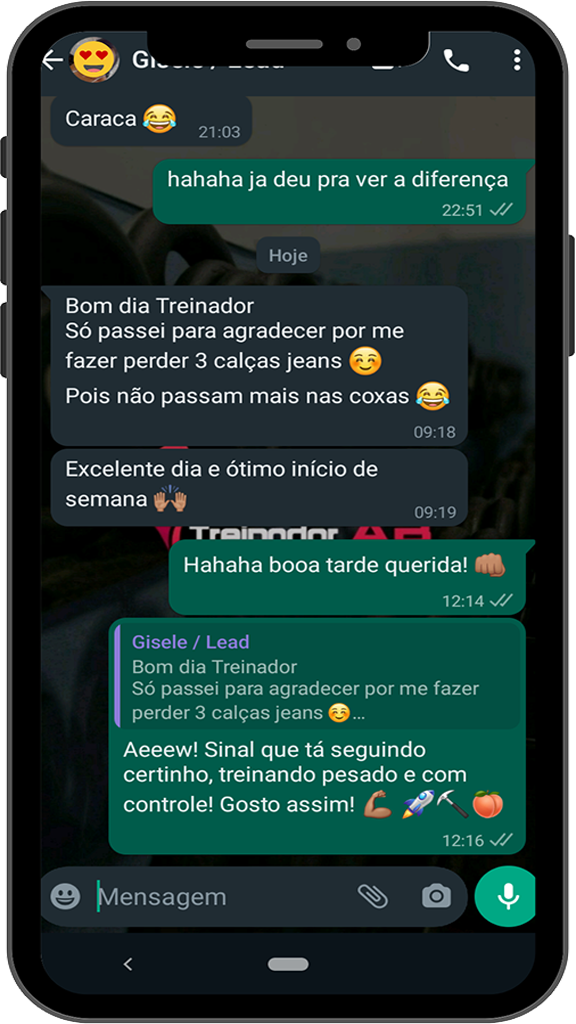 Gisele / Lead
Caraca 😂
21:03
hahaha ja deu pra ver a diferença
22:51
Hoje
Bom dia Treinador
Só passei para agradecer por me
fazer perder 3 calças jeans ☺️
Pois não passam mais nas coxas 😂
09:18
Excelente dia e ótimo início de
semana 🙌🏽
09:19
Treinador AB
Hahaha booa tarde querida! 👊🏽
12:14
Gisele / Lead
Bom dia Treinador
Só passei para agradecer por me fazer
perder 3 calças jeans ☺️...
Aeeew! Sinal que tá seguindo
certinho, treinando pesado e com
controle! Gosto assim! 💪🏽 🚀⛏️🍑
12:16
Mensagem